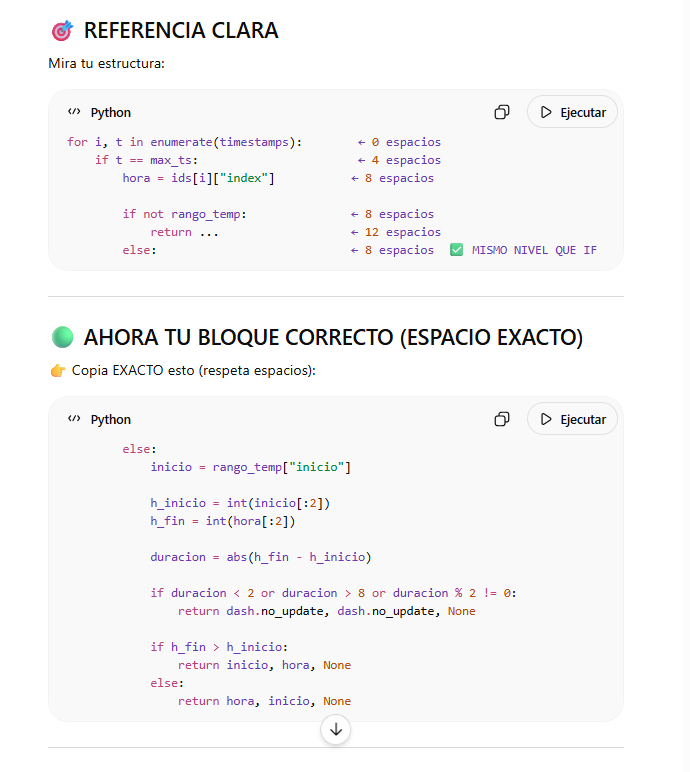 🎯 REFERENCIA CLARA
Mira tu estructura:
</> Python Ejecutar
for i, t in enumerate(timestamps):        ← 0 espacios
    if t == max_ts:                       ← 4 espacios
        hora = ids[i]["index"]           ← 8 espacios

        if not rango_temp:               ← 8 espacios
            return ...                   ← 12 espacios
        else:                            ← 8 espacios  ✅ MISMO NIVEL QUE IF
🟢 AHORA TU BLOQUE CORRECTO (ESPACIO EXACTO)
👉 Copia EXACTO esto (respeta espacios):
</> Python Ejecutar
        else:
            inicio = rango_temp["inicio"]

            h_inicio = int(inicio[:2])
            h_fin = int(hora[:2])

            duracion = abs(h_fin - h_inicio)

            if duracion < 2 or duracion > 8 or duracion % 2 != 0:
                return dash.no_update, dash.no_update, None

            if h_fin > h_inicio:
                return inicio, hora, None
            else:
                return hora, inicio, None